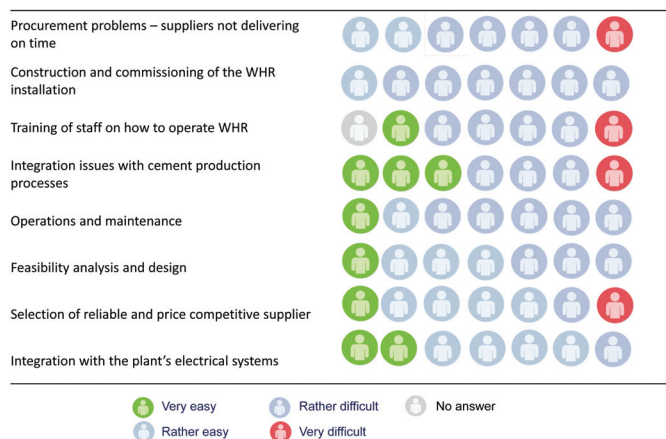 Procurement problems – suppliers not delivering
on time
Construction and commissioning of the WHR
installation
Training of staff on how to operate WHR
Integration issues with cement production
processes
Operations and maintenance
Feasibility analysis and design
Selection of reliable and price competitive supplier
Integration with the plant's electrical systems
Very easy
Rather difficult
No answer
Rather easy
Very difficult